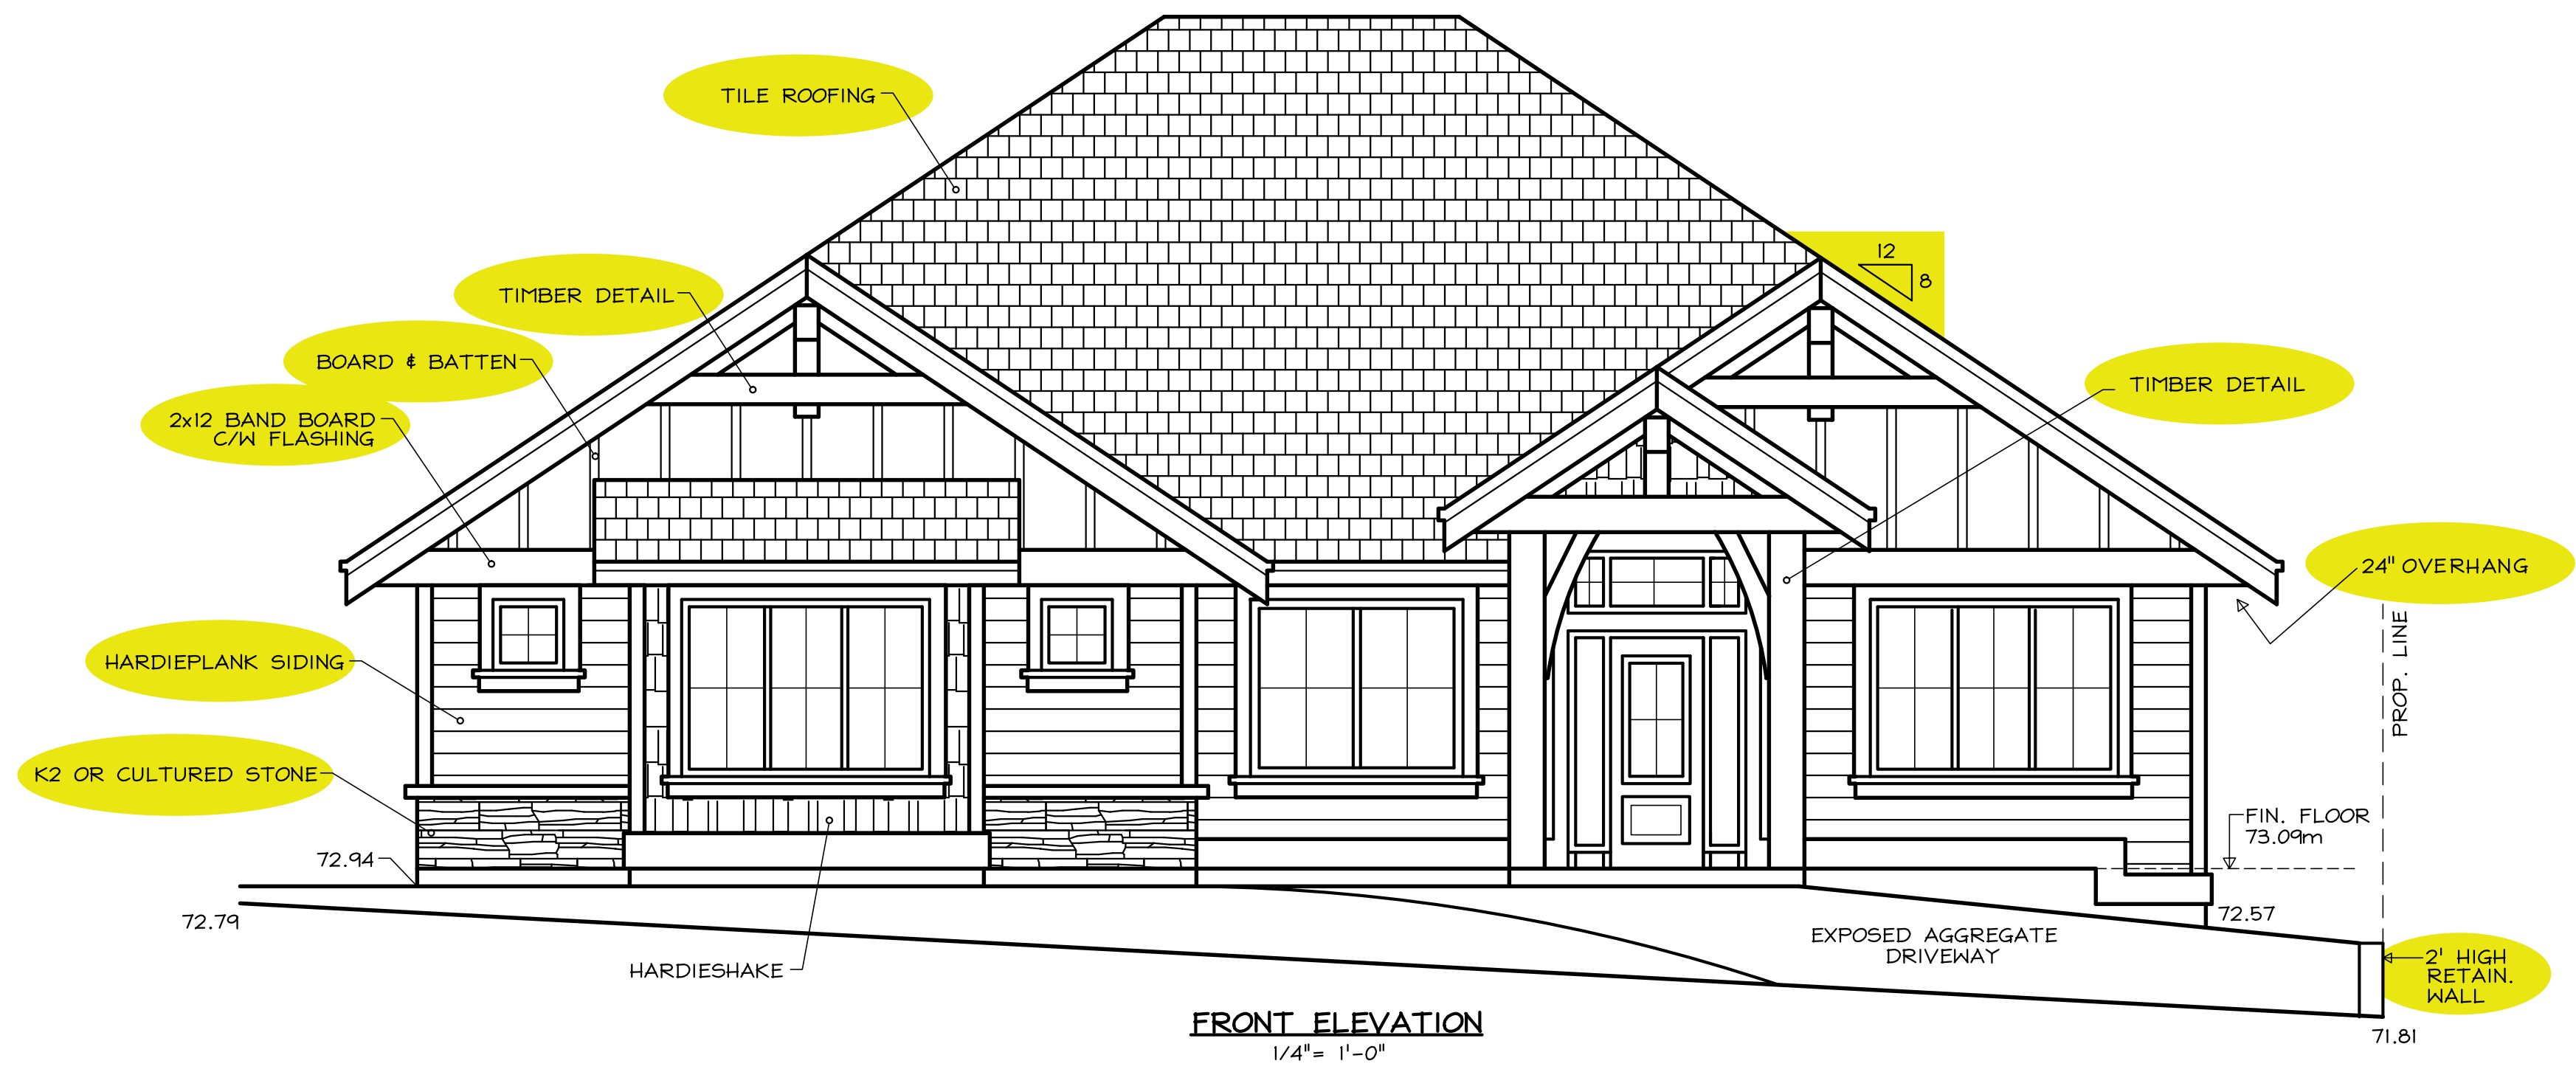 TILE ROOFING
12
8
TIMBER DETAIL
BOARD & BATTEN
TIMBER DETAIL
2x12 BAND BOARD
C/W FLASHING
24" OVERHANG
PROP. LINE
HARDIEPLANK SIDING
K2 OR CULTURED STONE
FIN. FLOOR
73.09m
72.94
72.79
72.57
EXPOSED AGGREGATE
DRIVEWAY
HARDIESHAKE
2' HIGH
RETAIN.
WALL
FRONT ELEVATION
1/4"= 1'-0"
71.81